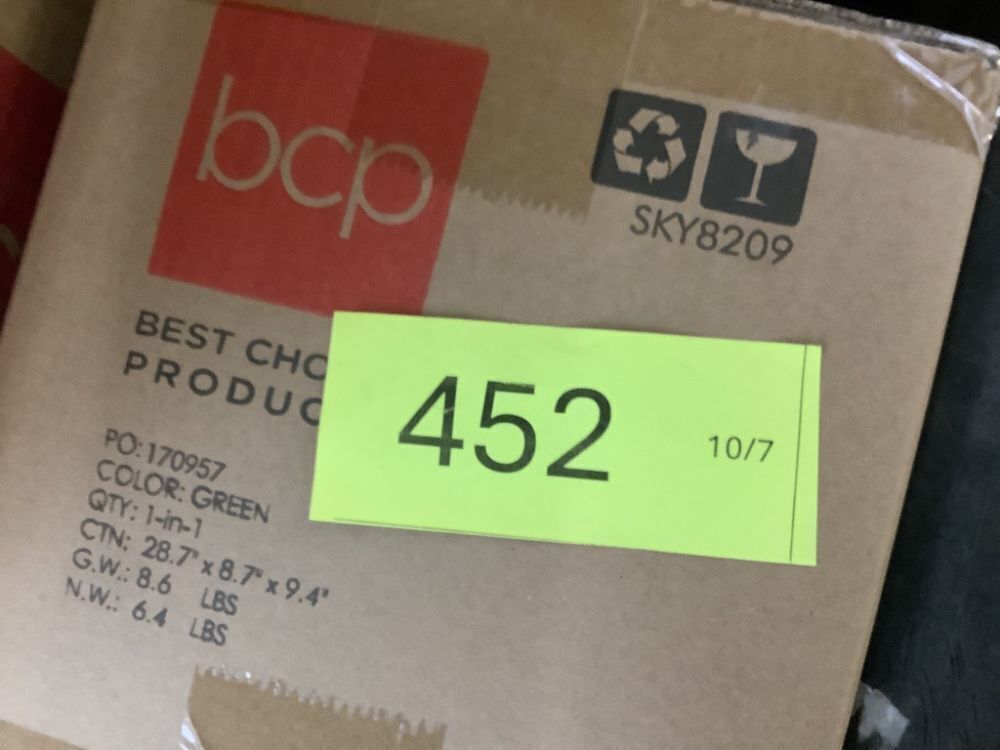 bcp
SKY8209
BEST CHO
PRODUC
452
10/7
PO: 170957
COLOR: GREEN
QTY: 1-in-1
CTN: 28.7" x 8.7" x 9.4"
G.W.: 8.6 LBS
N.W.: 6.4 LBS